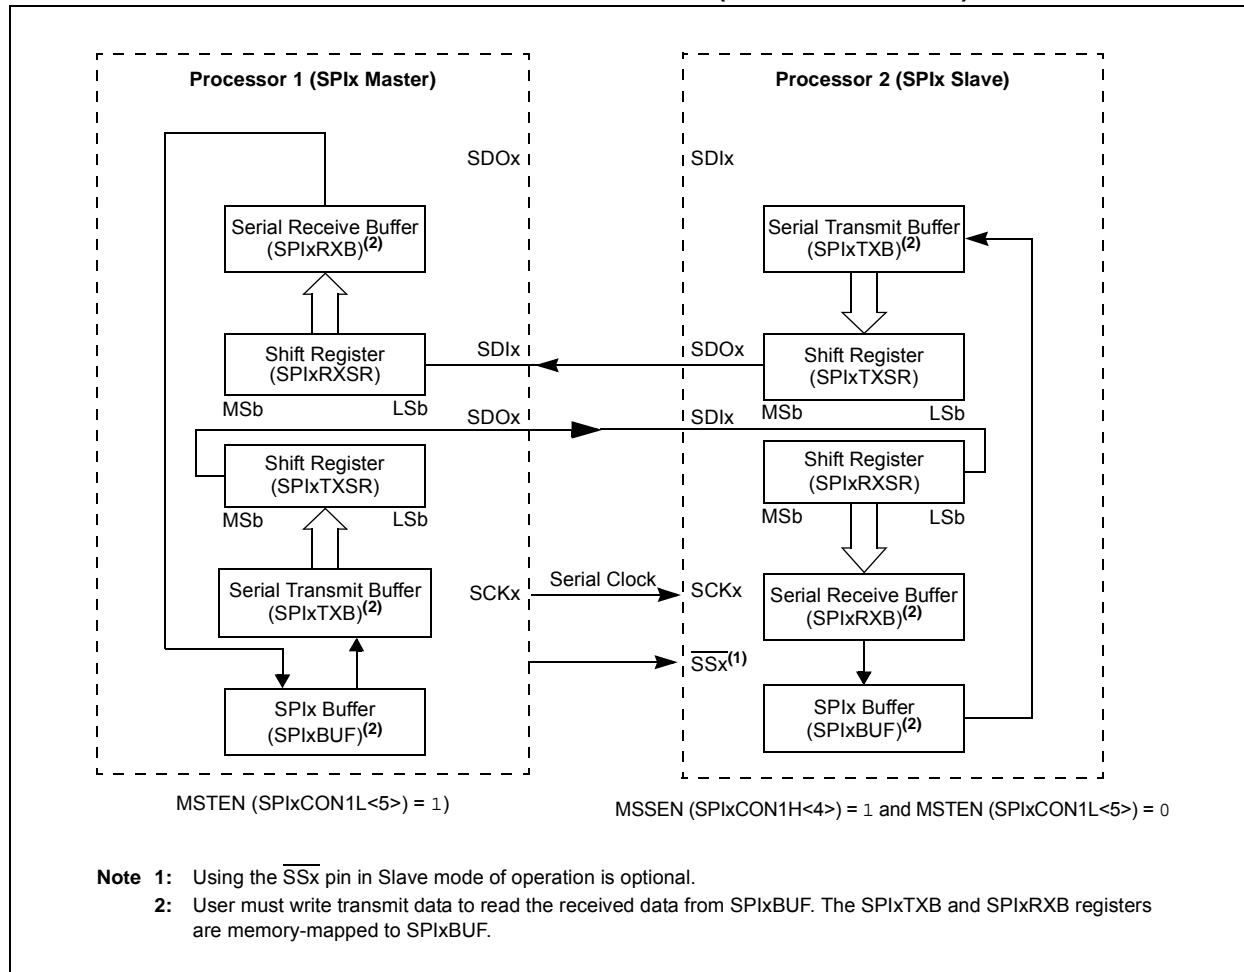 Processor 1 (SPIx Master)
Processor 2 (SPIx Slave)
SDOx
SDIx
Serial Receive Buffer
(SPIxRXB)(2)
Serial Transmit Buffer
(SPIxTXB)(2)
Shift Register
(SPIxRXSR)
SDIx
SDOx
Shift Register
(SPIxTXSR)
MSb
LSb
MSb
LSb
SDOx
SDIx
Shift Register
(SPIxTXSR)
Shift Register
(SPIxRXSR)
MSb
LSb
MSb
LSb
Serial Transmit Buffer
(SPIxTXB)(2)
SCKx
Serial Clock
SCKx
Serial Receive Buffer
(SPIxRXB)(2)
SSx(1)
SPIx Buffer
(SPIxBUF)(2)
SPIx Buffer
(SPIxBUF)(2)
MSTEN (SPIxCON1L<5>) = 1)
MSSEN (SPIxCON1H<4>) = 1 and MSTEN (SPIxCON1L<5>) = 0
Note 1: Using the SSx pin in Slave mode of operation is optional.
2: User must write transmit data to read the received data from SPIxBUF. The SPIxTXB and SPIxRXB registers
are memory-mapped to SPIxBUF.